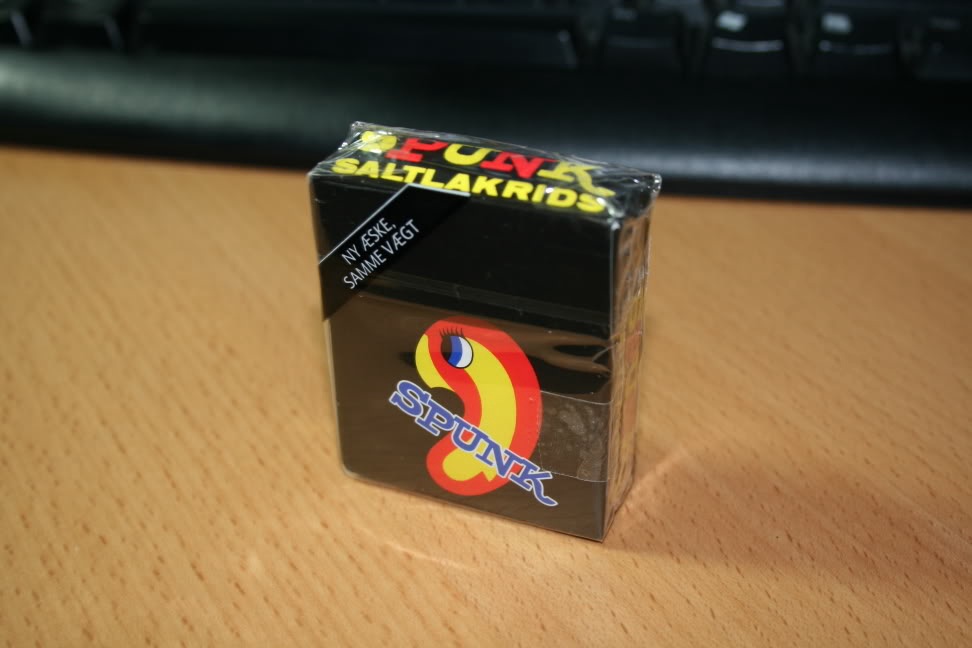 SPUNK
SALTLAKRIDS
NY ÆSKE,
SAMME VÆGT
SPUNK